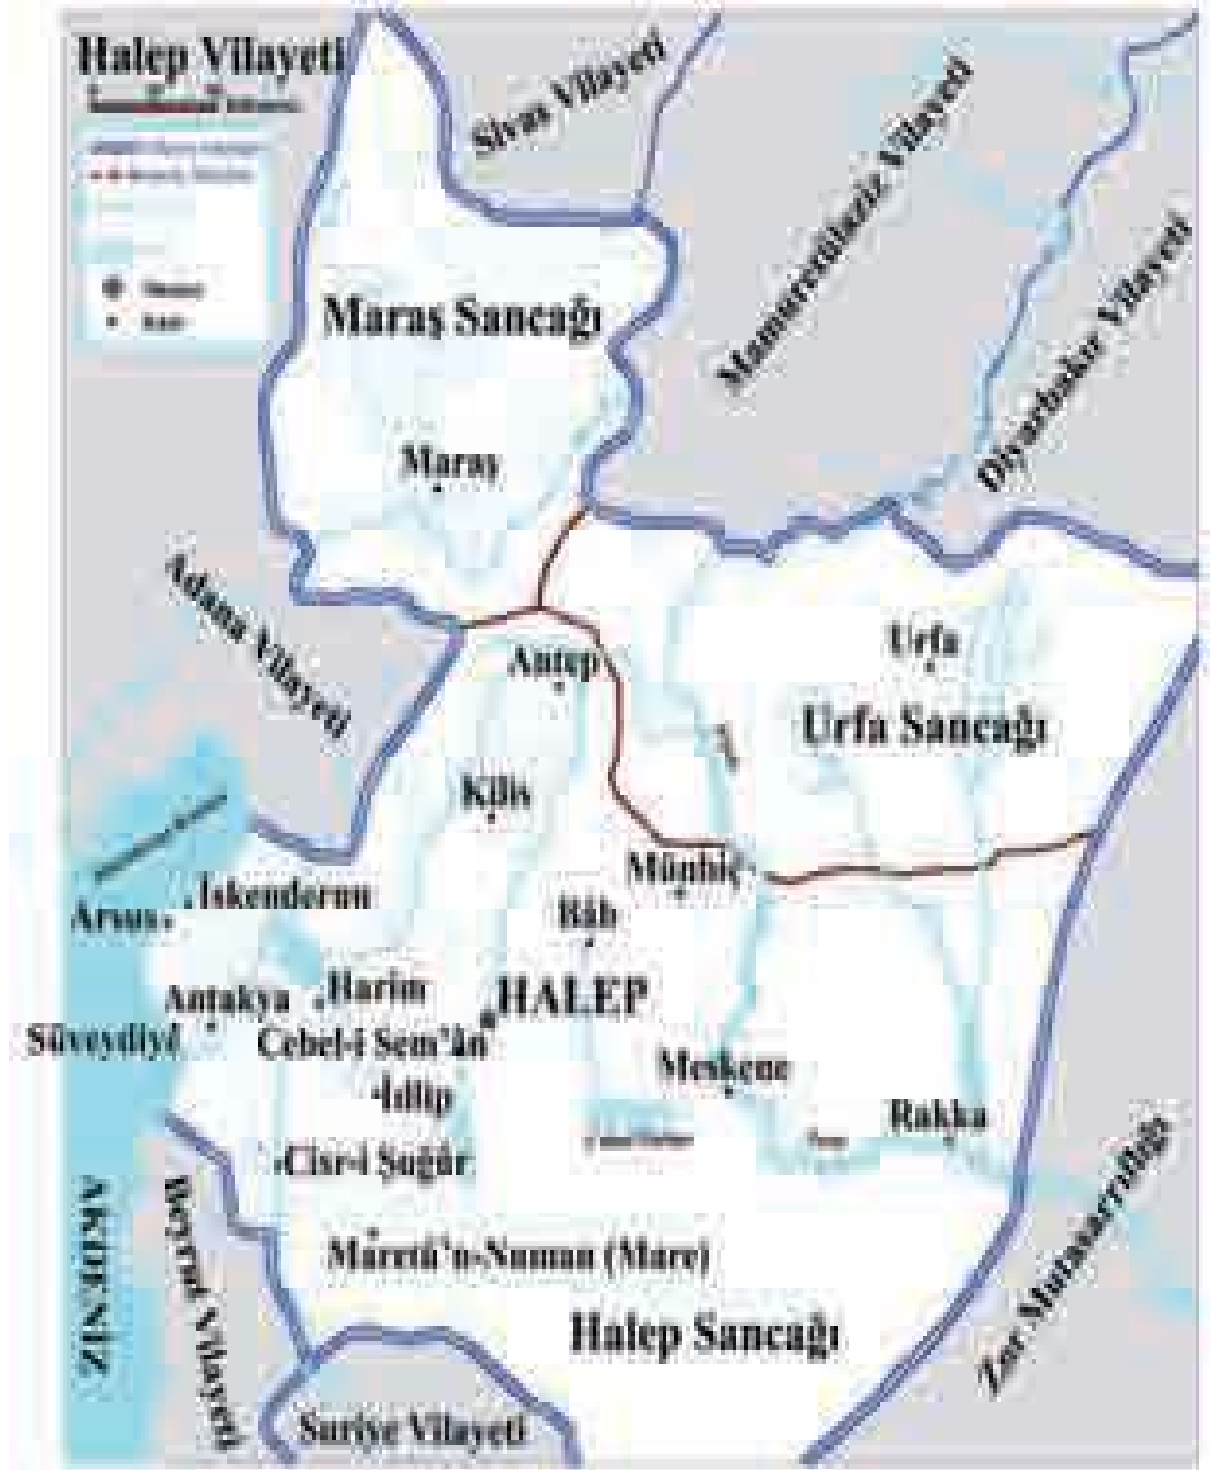 Halep Vilayeti
Sivas Vilayeti
Mamuretülaziz Vilayeti
Diyarbakır Vilayeti
Maraş Sancağı
Maraş
Adana Vilayeti
Antep
Urfa
Urfa Sancağı
Kilis
Münbiç
İskenderun
Arsus
Bâb
Antakya
Harim
HALEP
Süveydiye
Cebel-i Sem'ân
İdlip
Meskene
Rakka
Cisr-i Şuğûr
Maretü'n-Numan (Mare)
Halep Sancağı
Zor Mutasarrıflığı
AKDENİZ
Beyrut Vilayeti
Suriye Vilayeti